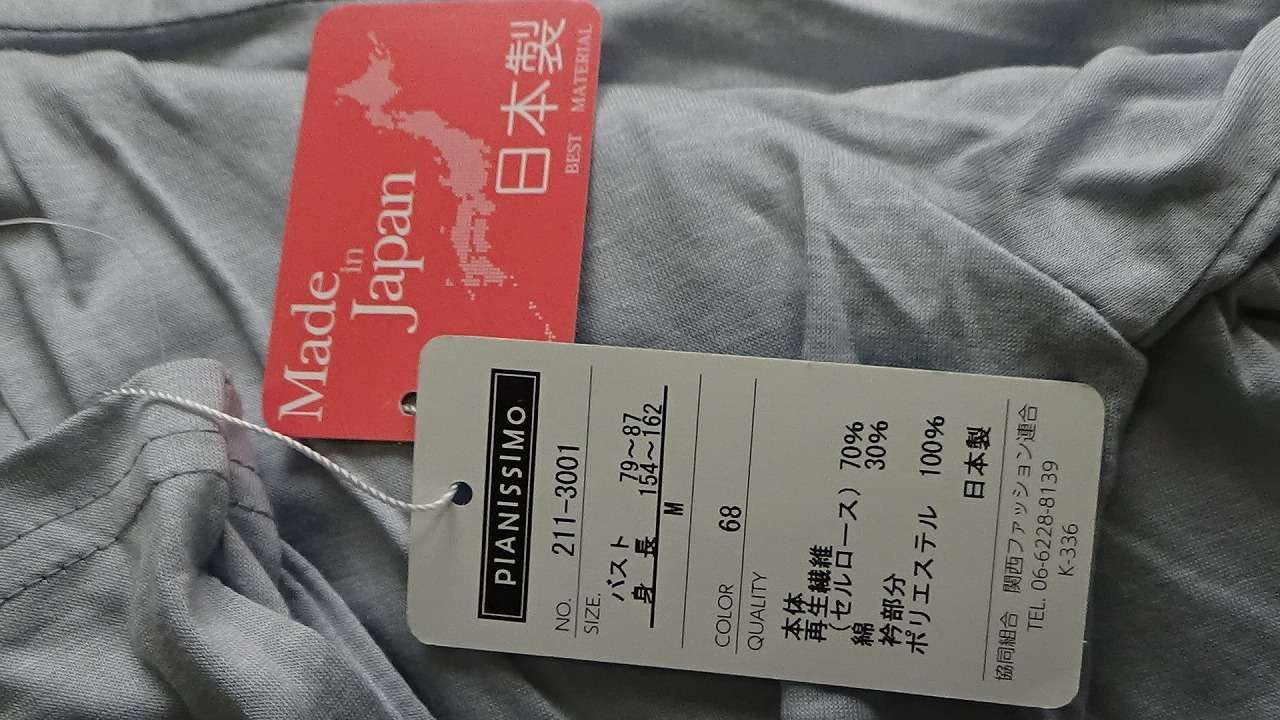 Made
in
Japan
日本製
BEST MATERIAL
PIANISSIMO
NO. 211-3001
SIZE.
バスト 79～87
身長 154～162
M
COLOR 68
QUALITY
本体
再生繊維
(セルロース) 70%
綿 30%
衿部分
ポリエステル 100%
日本製
協同組合 関西ファッション連合
TEL. 06-6228-8139
K-336